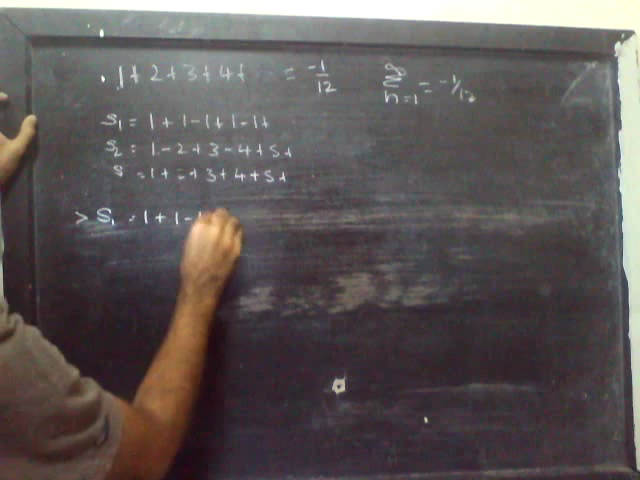 1+2+3+4+ = -1/12 ∞ Σ n=1 = -1/12
S₁ = 1+1-1+1-1+
S₂ = 1-2+3-4+5+
S = 1+ +3+4+5+
> S₁ = 1+1-1